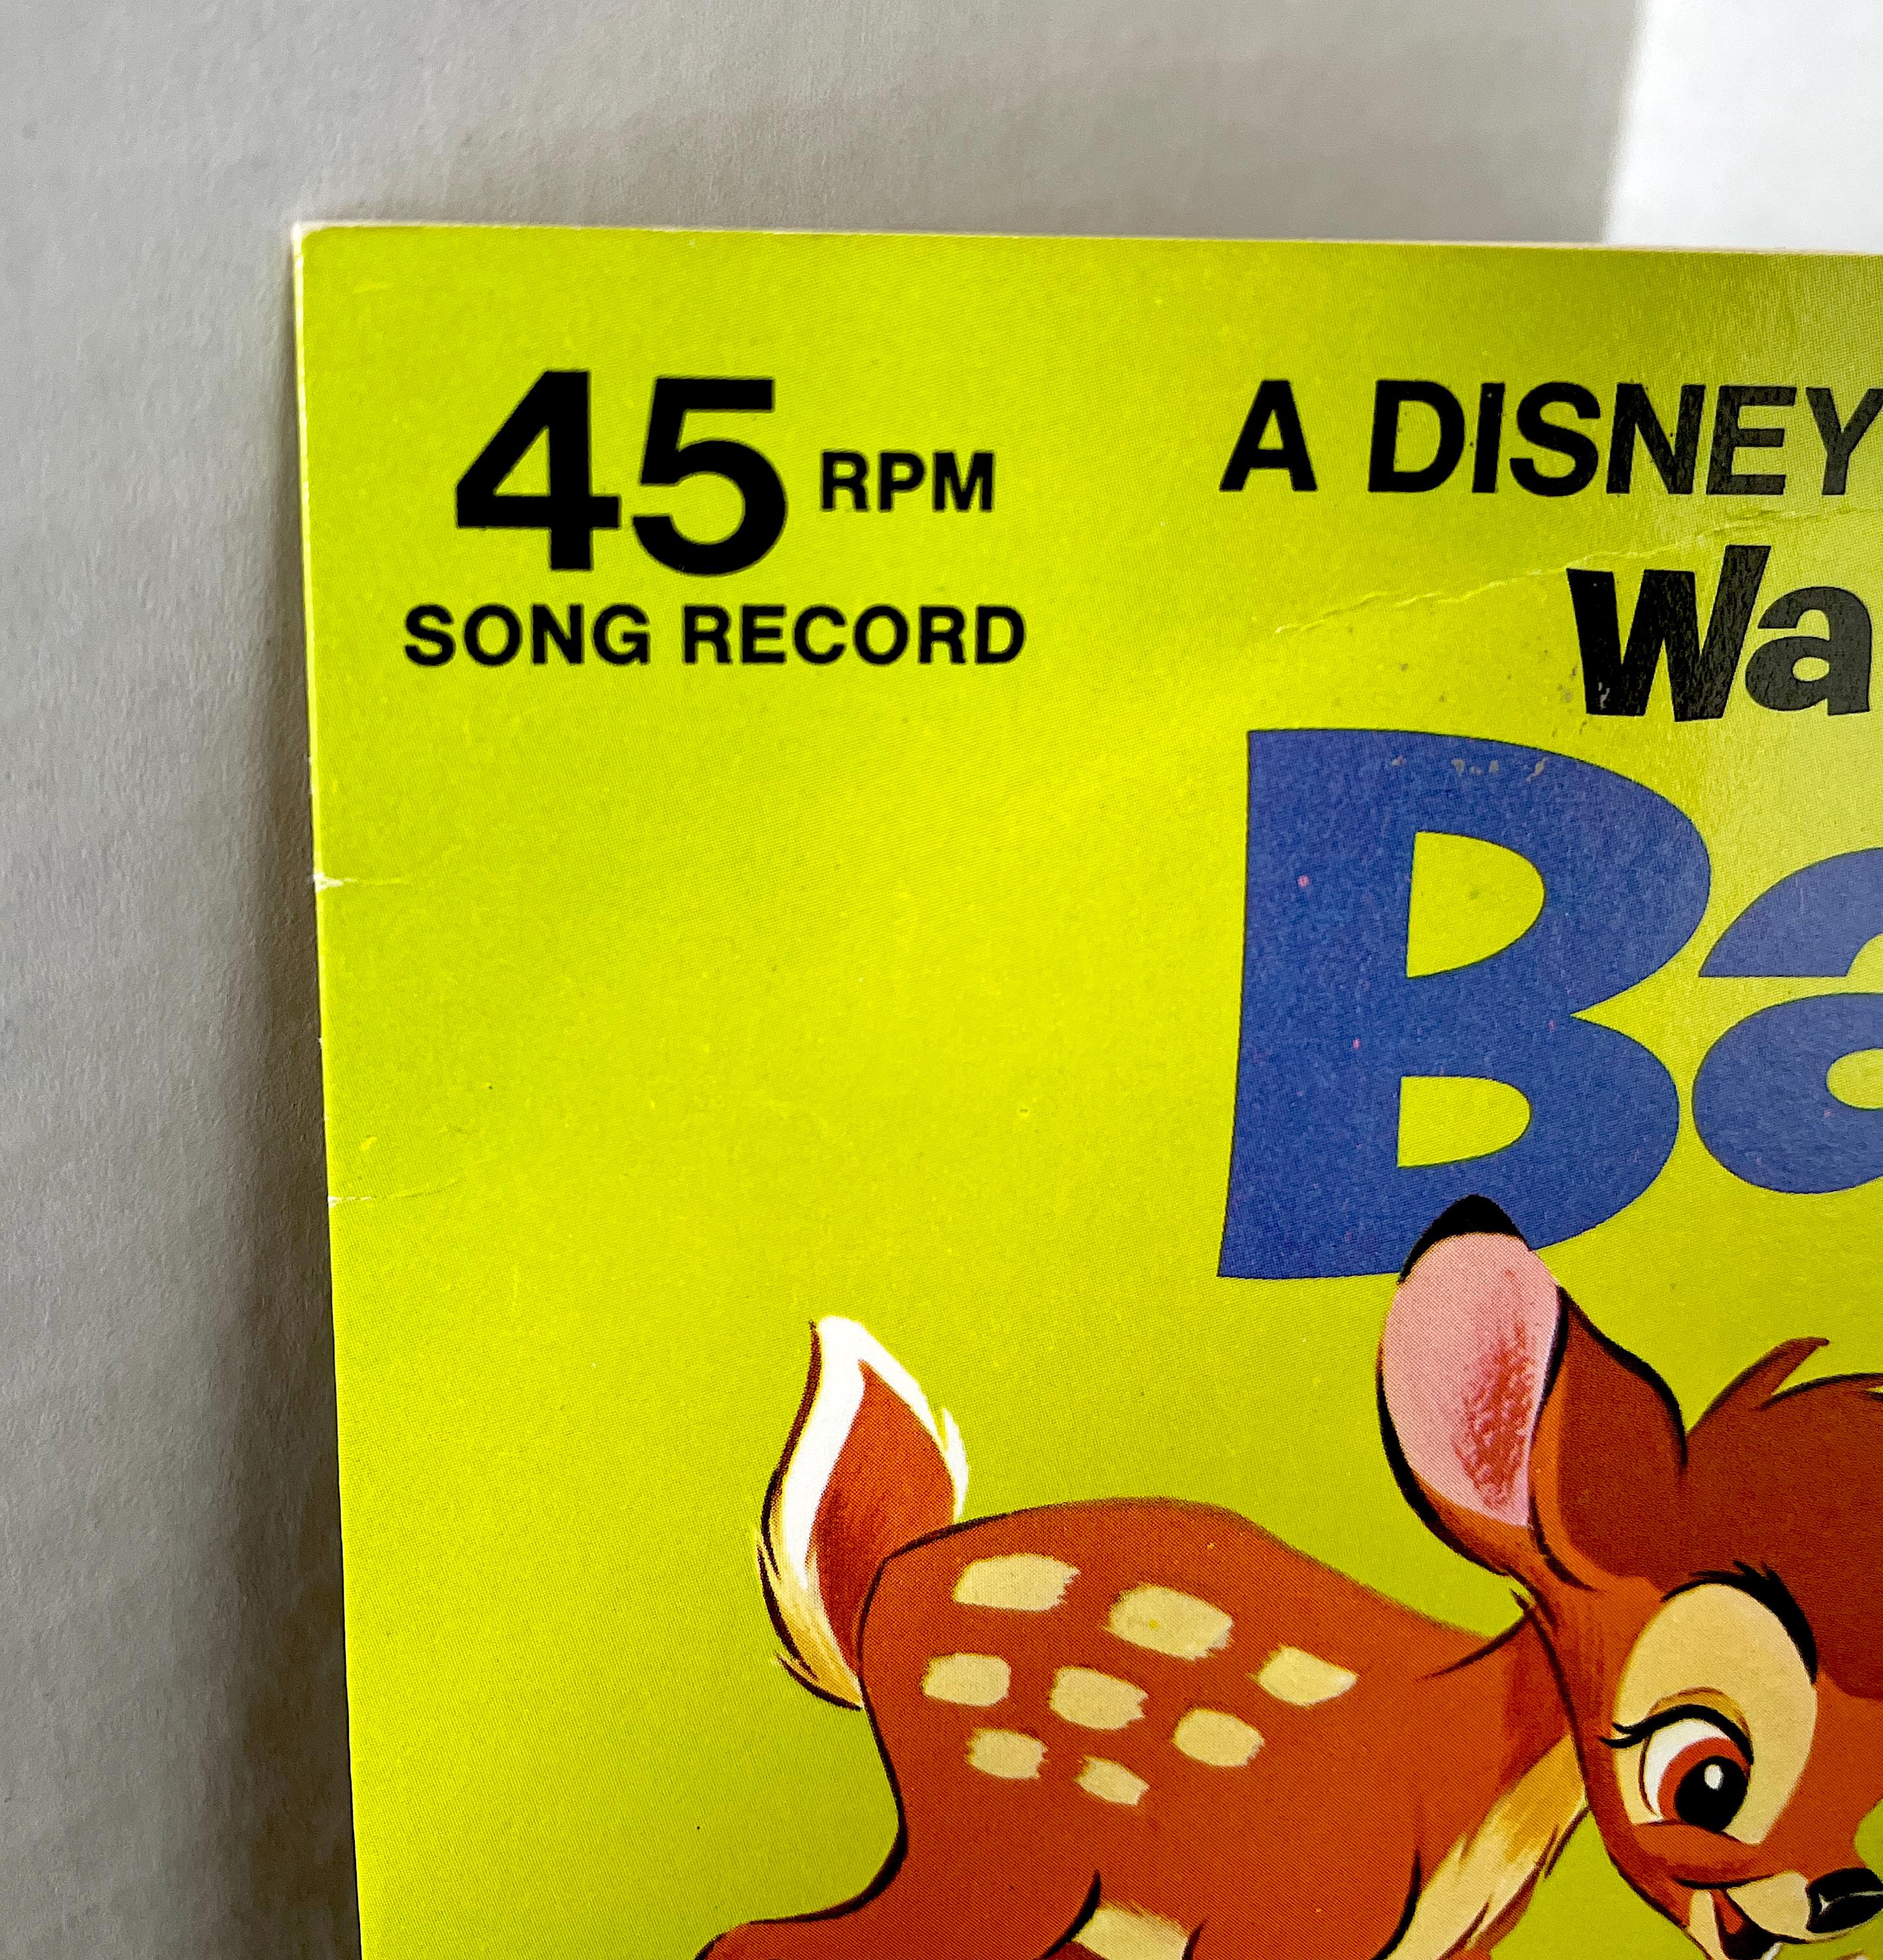 45 RPM
SONG RECORD
A DISNEY
Wa
Ba